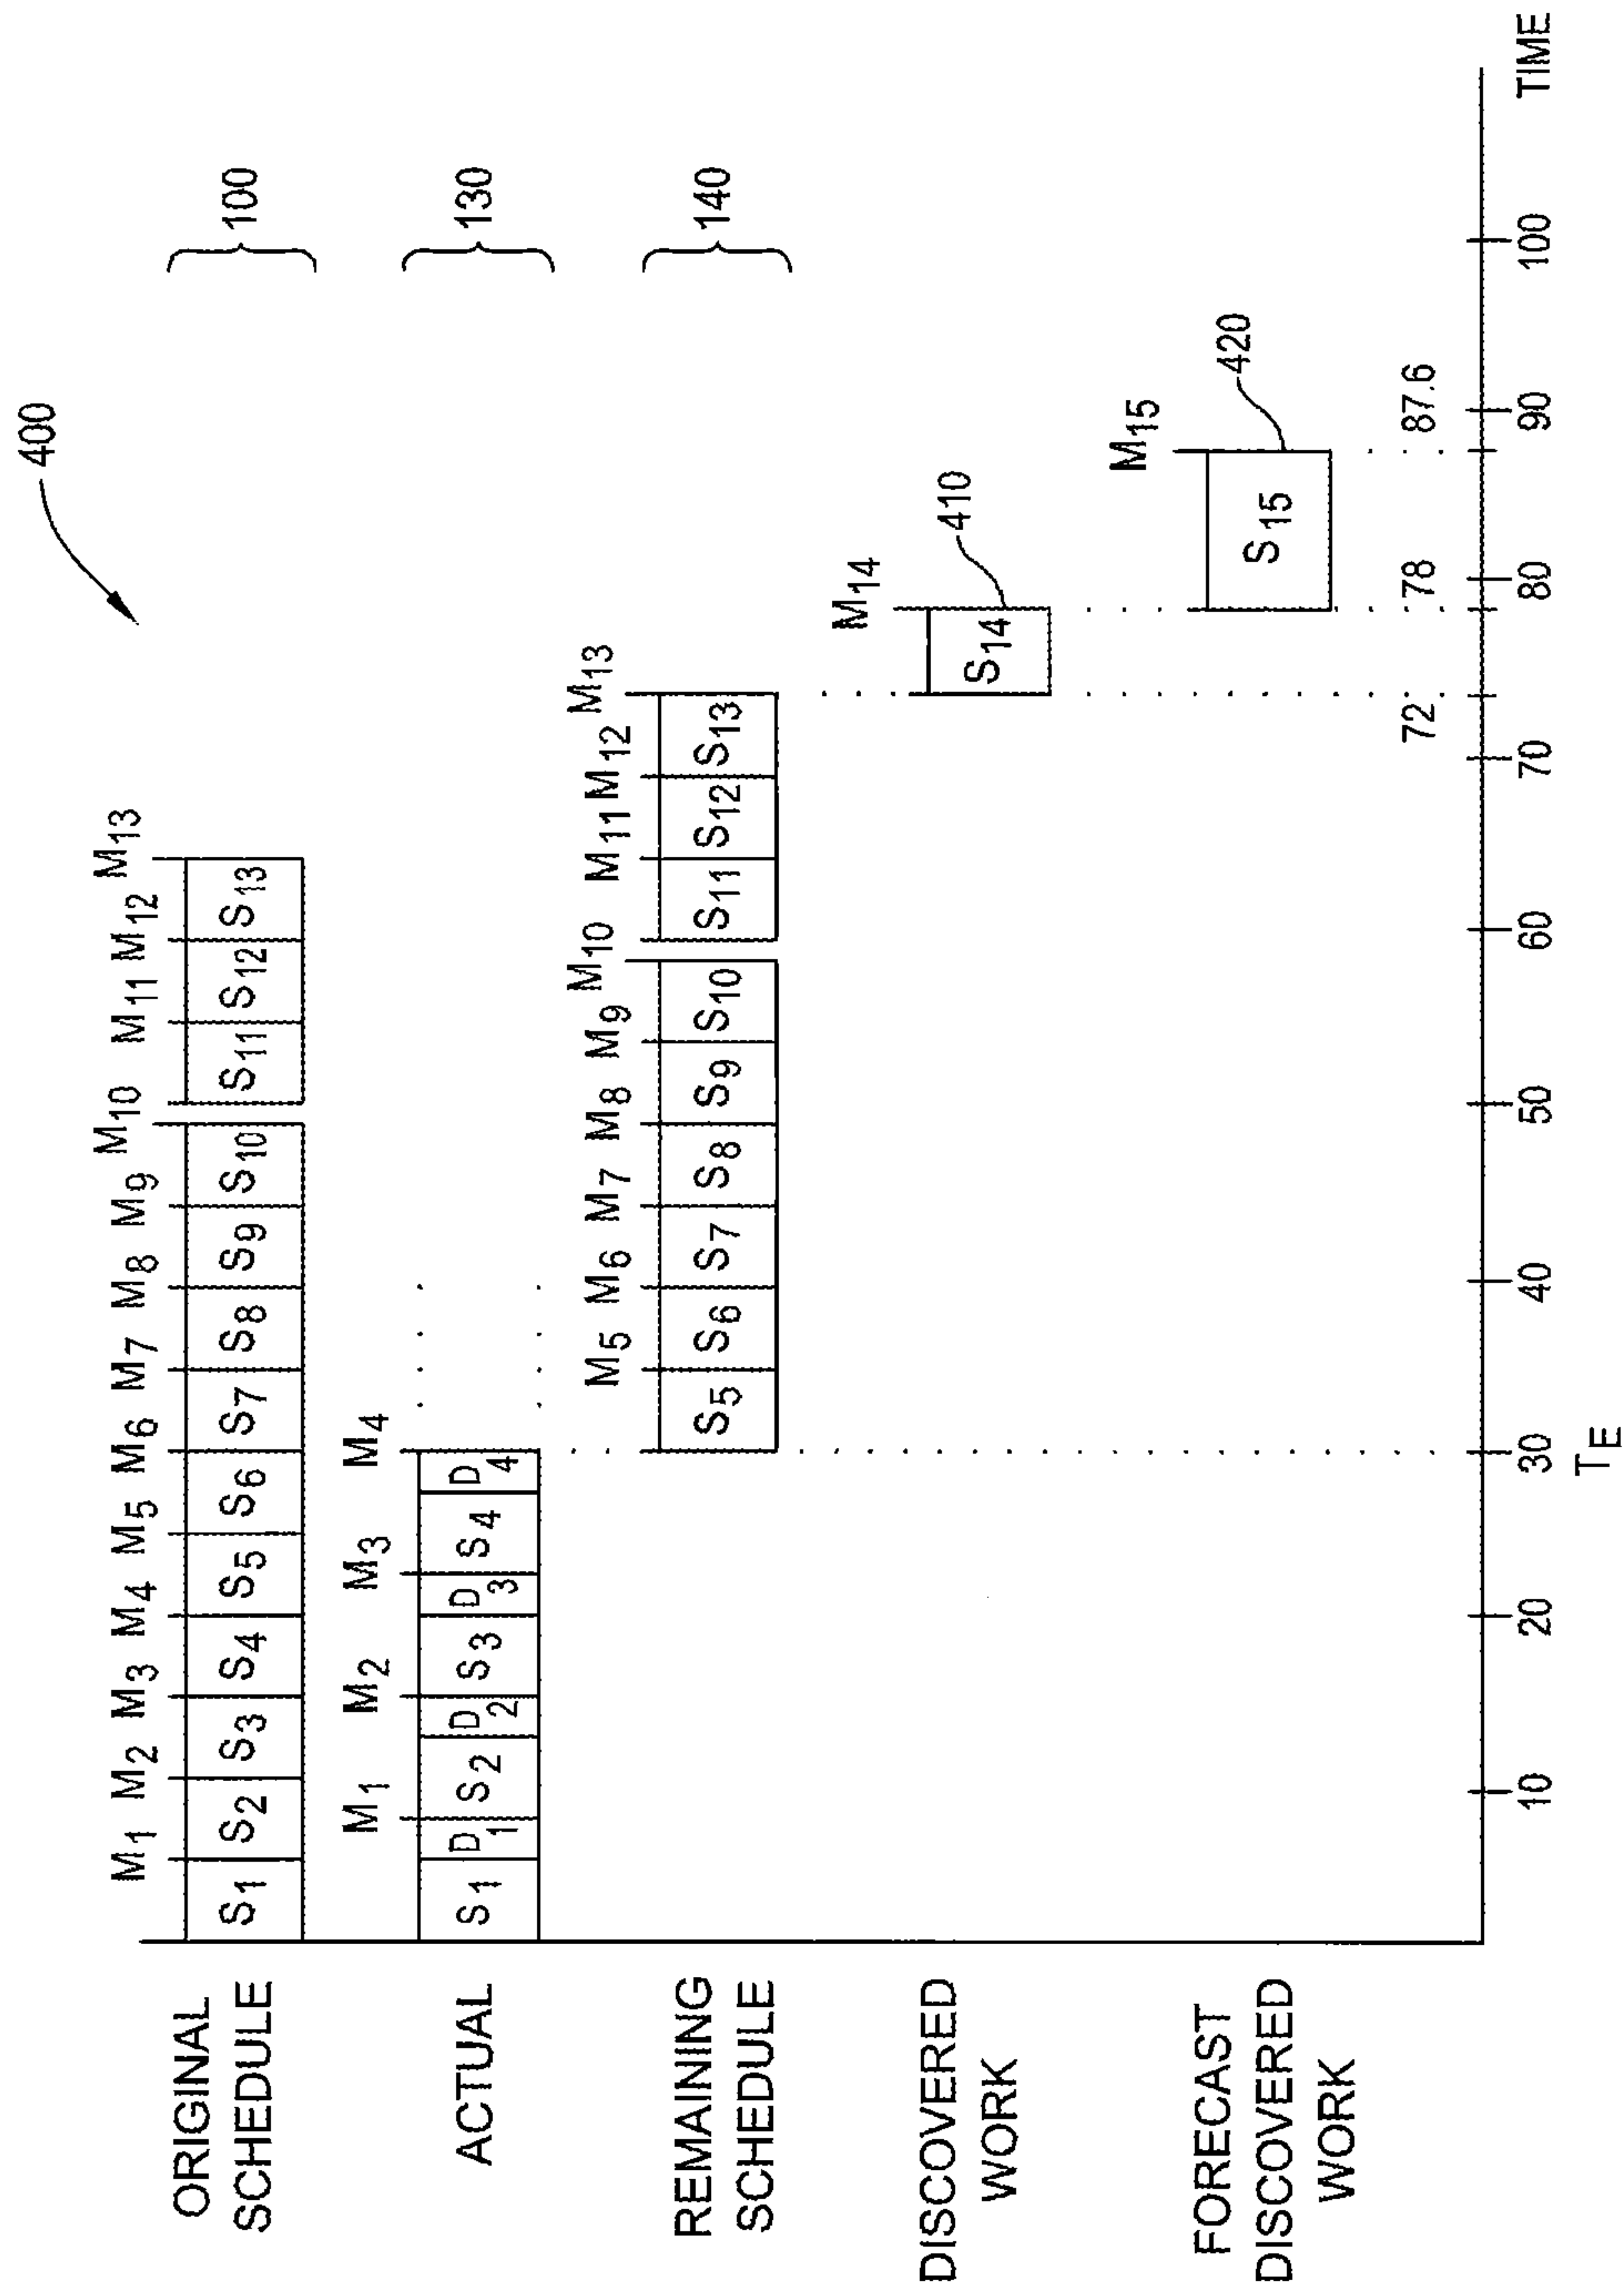 400
M1 M2 M3 M4 M5 M6 M7 M8 M9 M10 M11 M12 M13
ORIGINAL
SCHEDULE
S1 S2 S3 S4 S5 S6 S7 S8 S9 S10 S11 S12 S13
100
M1 M2 M3 M4
ACTUAL
S1 D1 S2 D2 S3 D3 S4 D4
130
M5 M6 M7 M8 M9 M10 M11 M12 M13
REMAINING
SCHEDULE
S5 S6 S7 S8 S9 S10 S11 S12 S13
140
M14
DISCOVERED
WORK
S14
410
M15
FORECAST
DISCOVERED
WORK
S15
420
72 78 87.6
10 20 30 40 50 60 70 80 90 100 TIME
TE